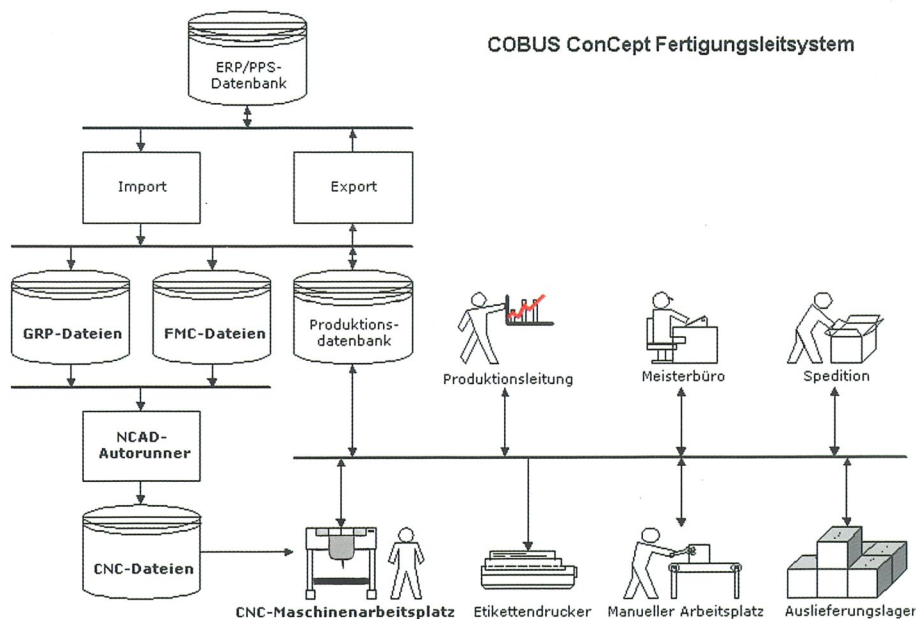 COBUS ConCept Fertigungsleitsystem
ERP/PPS-
Datenbank
Import
Export
GRP-Dateien
FMC-Dateien
Produktions-
datenbank
Produktionsleitung
Meisterbüro
Spedition
NCAD-
Autorunner
CNC-Dateien
CNC-Maschinenarbeitsplatz
Etikettendrucker
Manueller Arbeitsplatz
Auslieferungslager